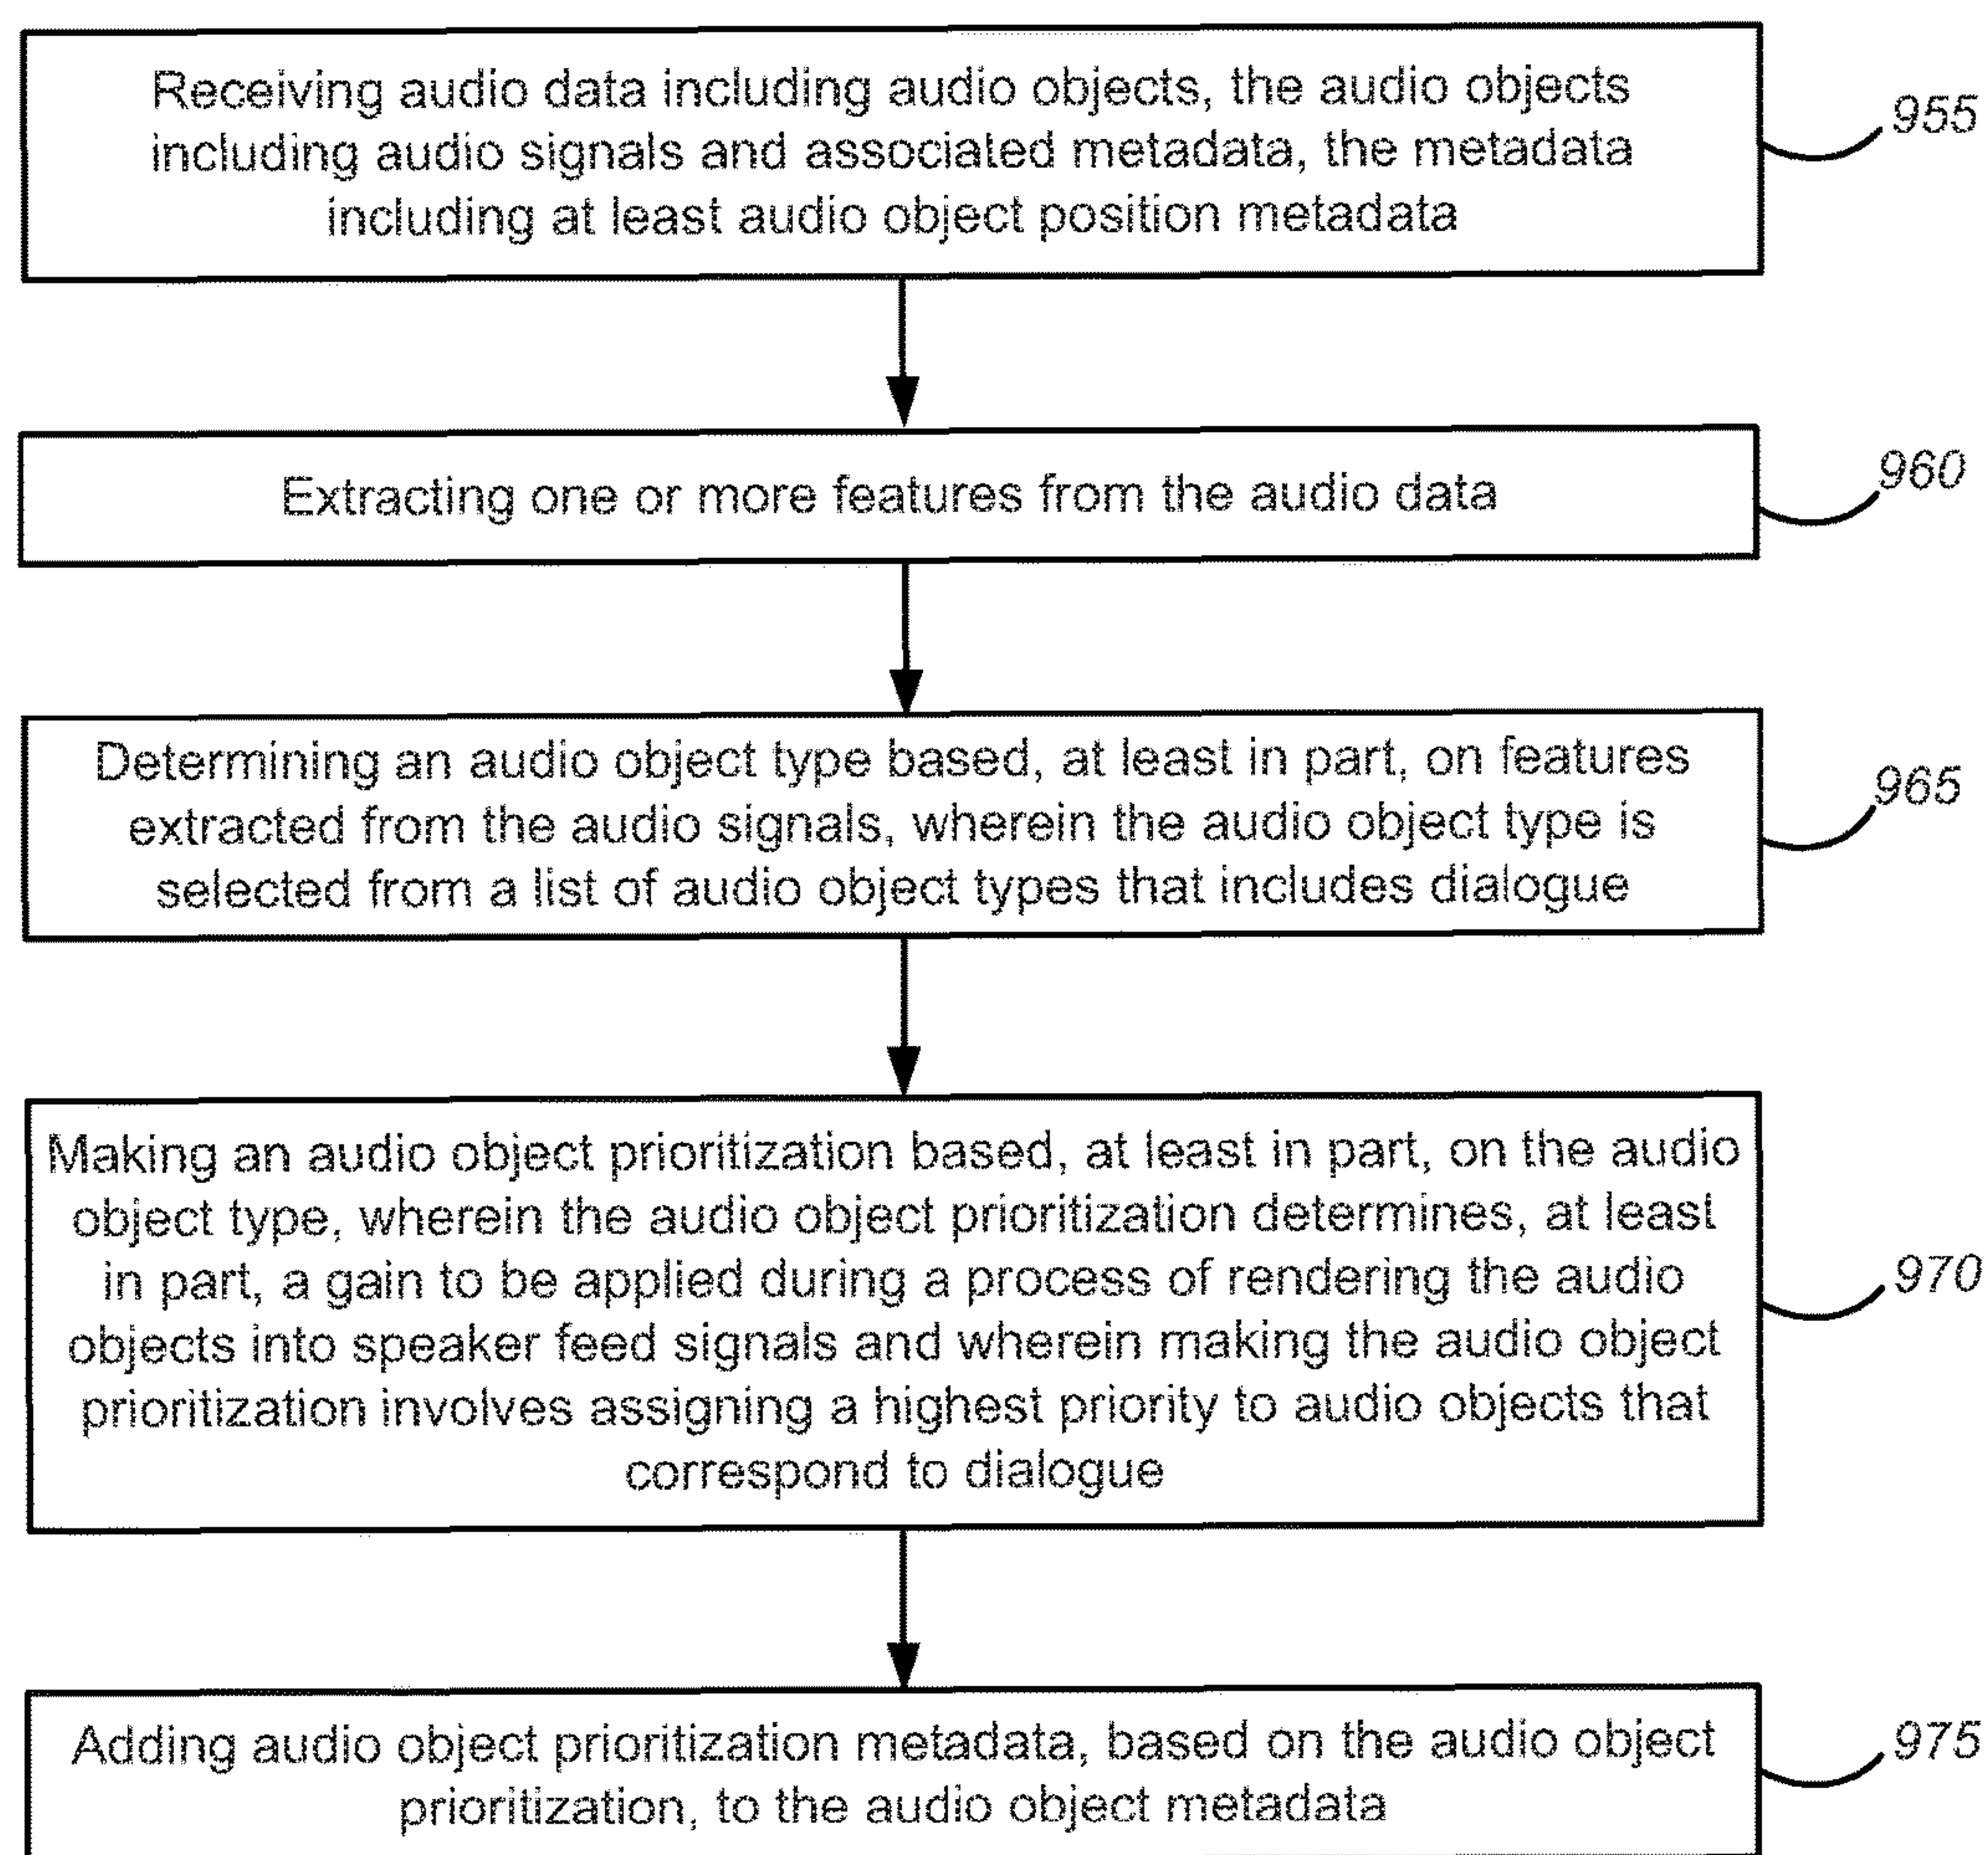 Receiving audio data including audio objects, the audio objects
including audio signals and associated metadata, the metadata
including at least audio object position metadata
955
Extracting one or more features from the audio data
960
Determining an audio object type based, at least in part, on features
extracted from the audio signals, wherein the audio object type is
selected from a list of audio object types that includes dialogue
965
Making an audio object prioritization based, at least in part, on the audio
object type, wherein the audio object prioritization determines, at least
in part, a gain to be applied during a process of rendering the audio
objects into speaker feed signals and wherein making the audio object
prioritization involves assigning a highest priority to audio objects that
correspond to dialogue
970
Adding audio object prioritization metadata, based on the audio object
prioritization, to the audio object metadata
975